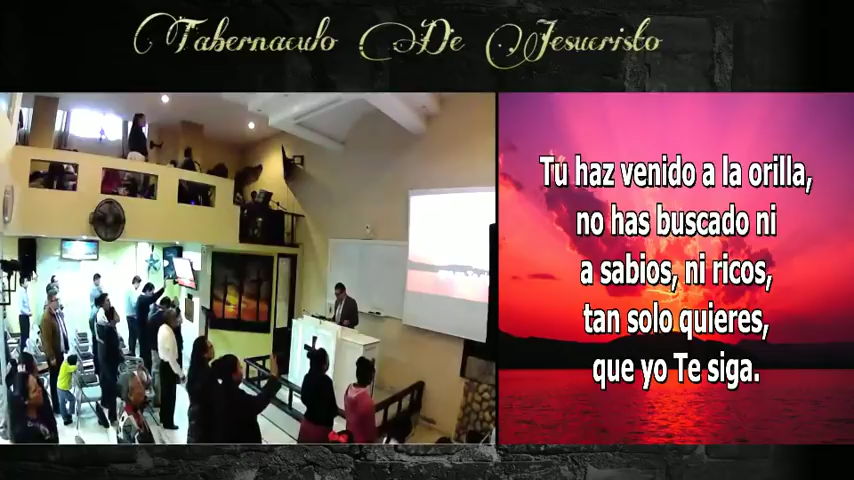 Tabernaculo De Jesucristo
Tu haz venido a la orilla,
no has buscado ni
a sabios, ni ricos,
tan solo quieres,
que yo Te siga.